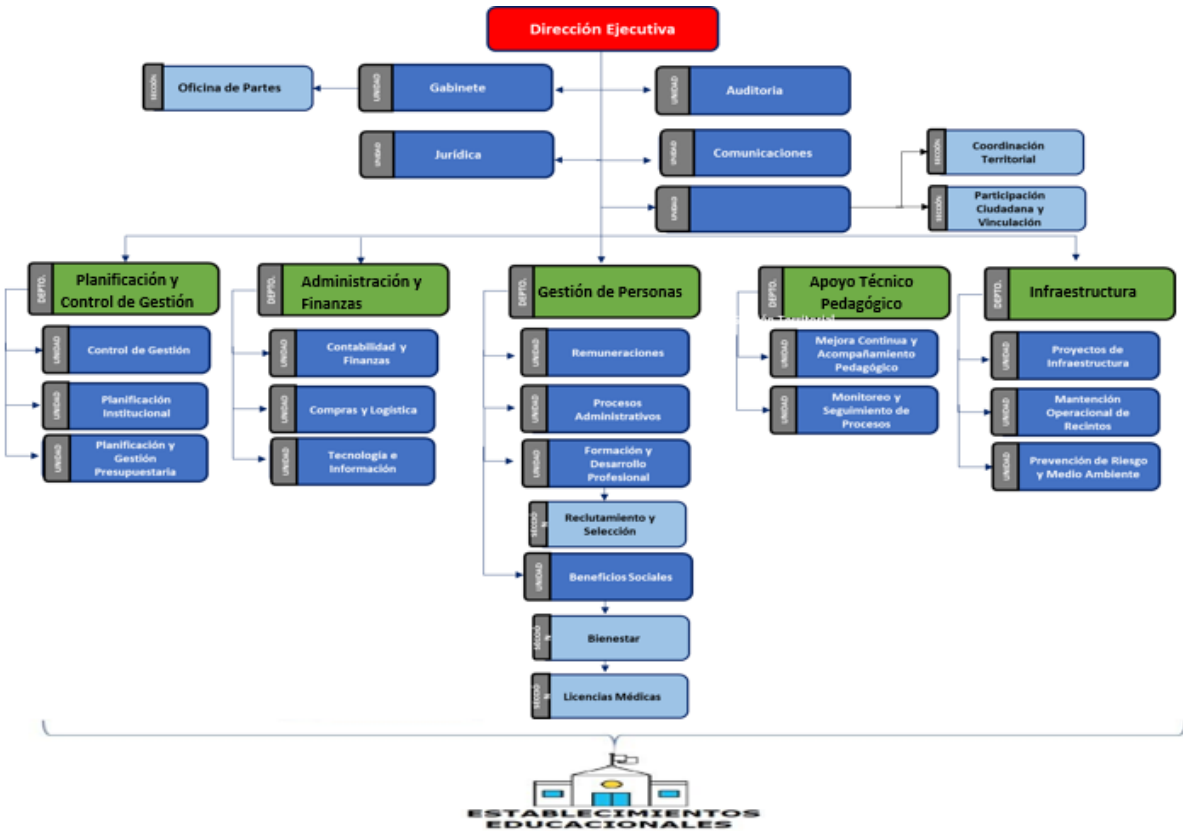 Dirección Ejecutiva
SECCIÓN
Oficina de Partes
UNIDAD
Gabinete
UNIDAD
Auditoria
UNIDAD
Jurídica
UNIDAD
Comunicaciones
SECCIÓN
Coordinación
Territorial
UNIDAD
SECCIÓN
Participación
Ciudadana y
Vinculación
DEPTO.
Planificación y
Control de Gestión
DEPTO.
Administración y
Finanzas
DEPTO.
Gestión de Personas
DEPTO.
Apoyo Técnico
Pedagógico
Territorial
DEPTO.
Infraestructura
UNIDAD
Control de Gestión
UNIDAD
Planificación
Institucional
UNIDAD
Planificación y
Gestión
Presupuestaria
UNIDAD
Contabilidad y
Finanzas
UNIDAD
Compras y Logística
UNIDAD
Tecnología e
Información
UNIDAD
Remuneraciones
UNIDAD
Procesos
Administrativos
UNIDAD
Formación y
Desarrollo
Profesional
SECCIÓ
N
Reclutamiento y
Selección
UNIDAD
Beneficios Sociales
SECCIÓ
N
Bienestar
SECCIÓ
N
Licencias Médicas
UNIDAD
Mejora Continua y
Acompañamiento
Pedagógico
UNIDAD
Monitoreo y
Seguimiento de
Procesos
UNIDAD
Proyectos de
Infraestructura
UNIDAD
Mantención
Operacional de
Recintos
UNIDAD
Prevención de Riesgo
y Medio Ambiente
ESTABLECIMIENTOS
EDUCACIONALES